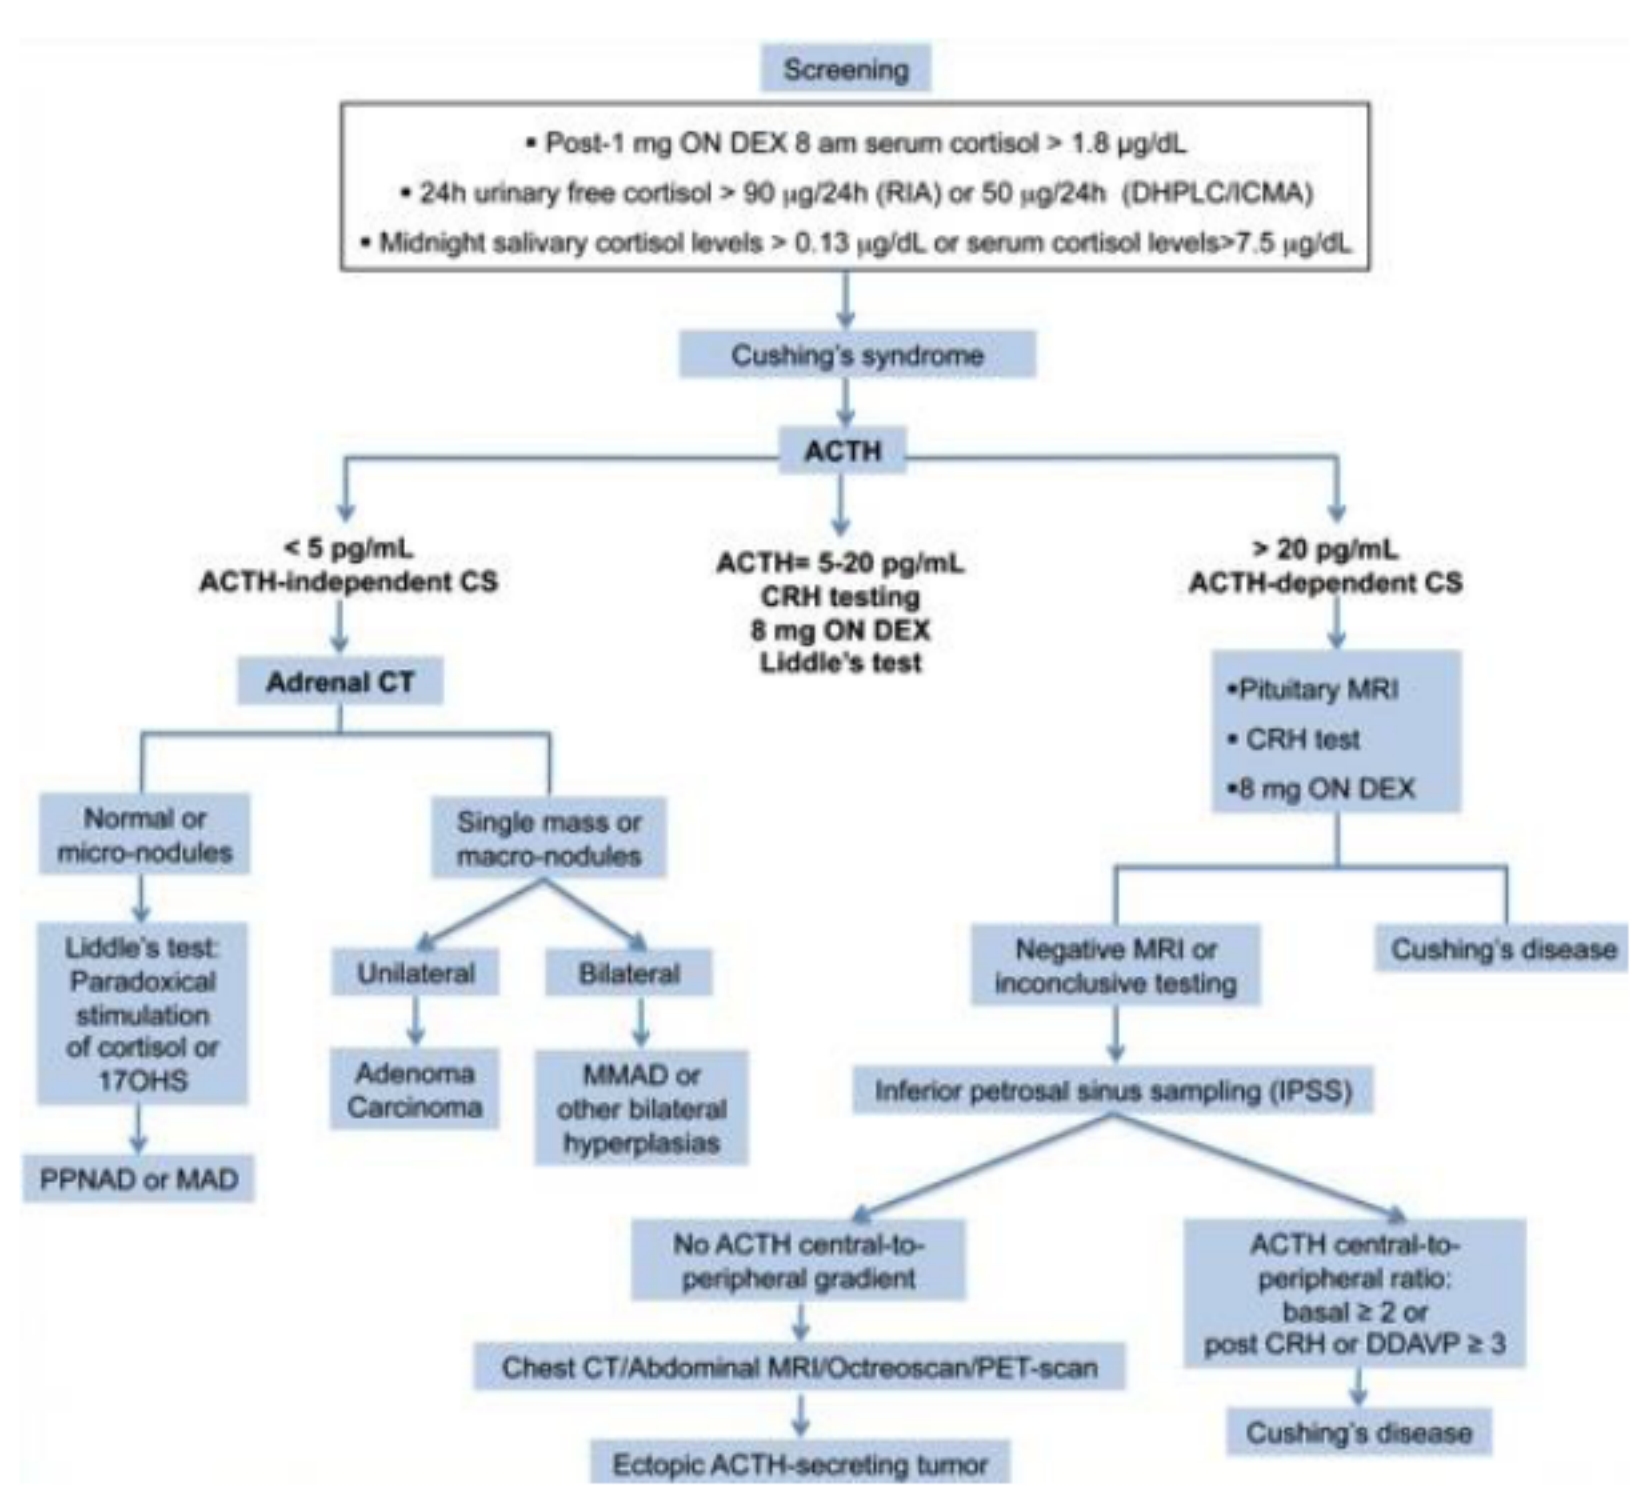 Screening
▪ Post-1 mg ON DEX 8 am serum cortisol > 1.8 µg/dL
▪ 24h urinary free cortisol > 90 µg/24h (RIA) or 50 µg/24h (DHPLC/ICMA)
▪ Midnight salivary cortisol levels > 0.13 µg/dL or serum cortisol levels>7.5 µg/dL
Cushing's syndrome
ACTH
< 5 pg/mL
ACTH-independent CS
ACTH= 5-20 pg/mL
CRH testing
8 mg ON DEX
Liddle's test
> 20 pg/mL
ACTH-dependent CS
Adrenal CT
▪Pituitary MRI
▪ CRH test
▪8 mg ON DEX
Normal or
micro-nodules
Single mass or
macro-nodules
Liddle's test:
Paradoxical
stimulation
of cortisol or
17OHS
Unilateral
Bilateral
Negative MRI or
inconclusive testing
Cushing's disease
Adenoma
Carcinoma
MMAD or
other bilateral
hyperplasias
PPNAD or MAD
Inferior petrosal sinus sampling (IPSS)
No ACTH central-to-
peripheral gradient
ACTH central-to-
peripheral ratio:
basal ≥ 2 or
post CRH or DDAVP ≥ 3
Chest CT/Abdominal MRI/Octreoscan/PET-scan
Cushing's disease
Ectopic ACTH-secreting tumor